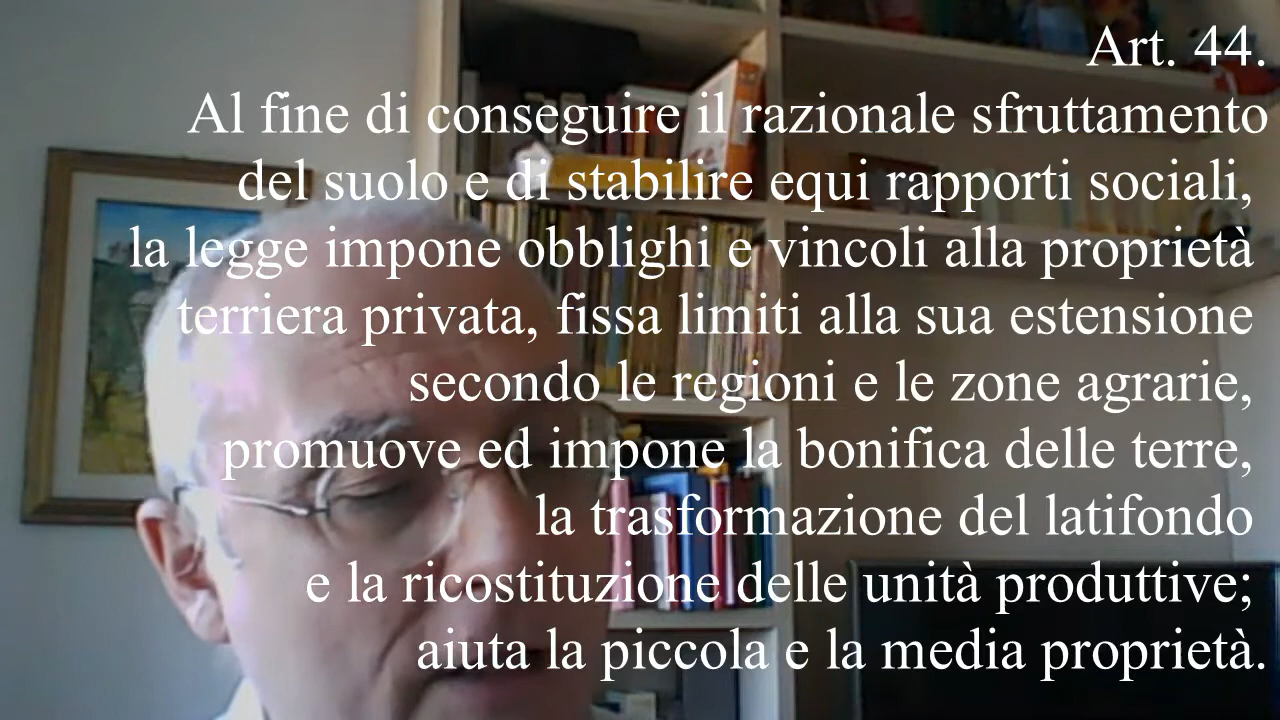 Art. 44.
Al fine di conseguire il razionale sfruttamento
del suolo e di stabilire equi rapporti sociali,
la legge impone obblighi e vincoli alla proprietà
terriera privata, fissa limiti alla sua estensione
secondo le regioni e le zone agrarie,
promuove ed impone la bonifica delle terre,
la trasformazione del latifondo
e la ricostituzione delle unità produttive;
aiuta la piccola e la media proprietà.